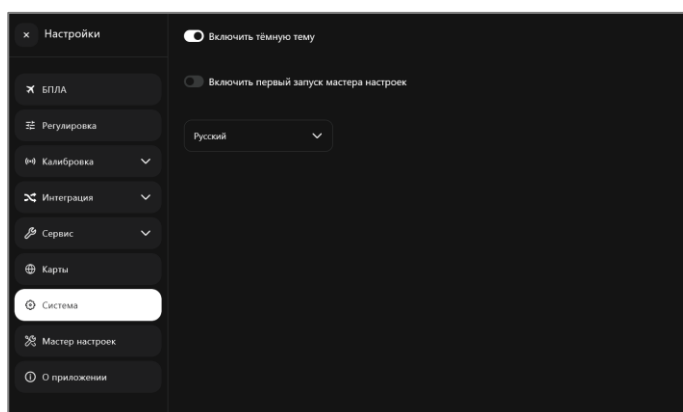 Настройки
БПЛА
Регулировка
Калибровка
Интеграция
Сервис
Карты
Система
Мастер настроек
О приложении
Включить тёмную тему
Включить первый запуск мастера настроек
Русский